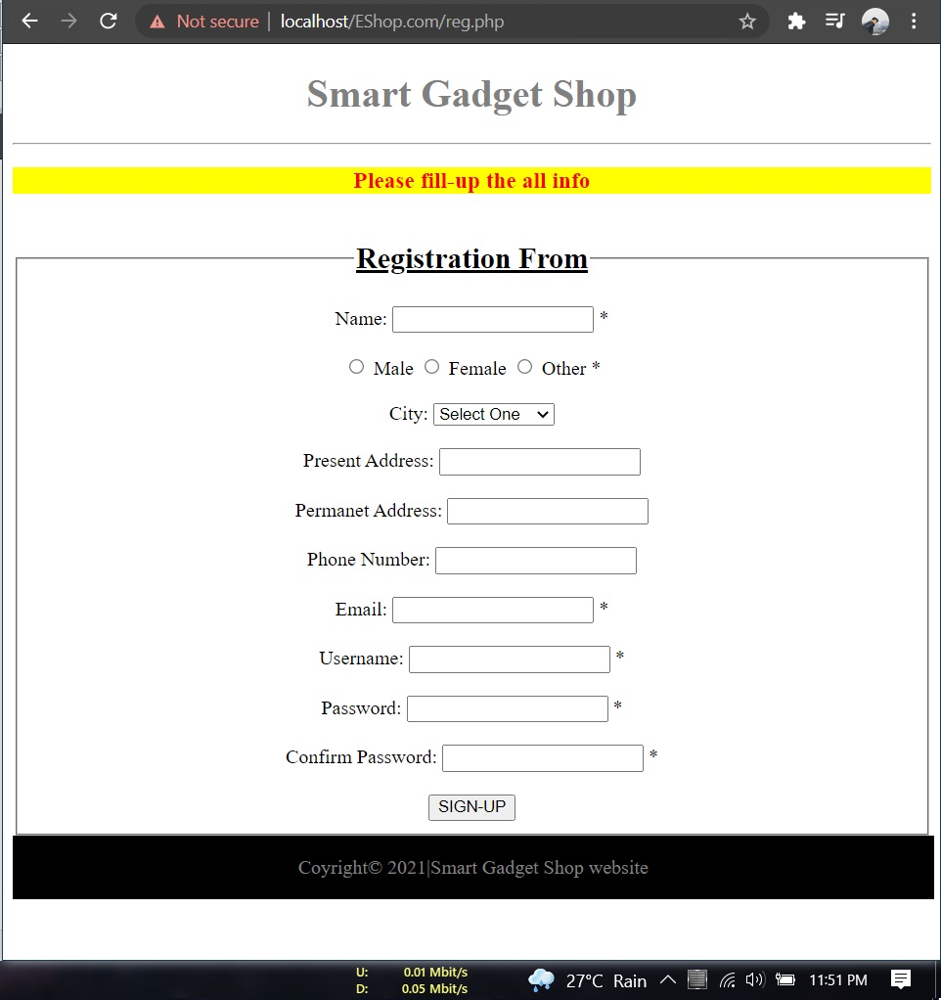 Not secure | localhost/EShop.com/reg.php
Smart Gadget Shop
Please fill-up the all info
Registration From
Name: *
Male Female Other *
City: Select One
Present Address:
Permanet Address:
Phone Number:
Email: *
Username: *
Password: *
Confirm Password: *
SIGN-UP
Coyright© 2021|Smart Gadget Shop website
U: 0.01 Mbit/s
D: 0.05 Mbit/s
27°C Rain 11:51 PM